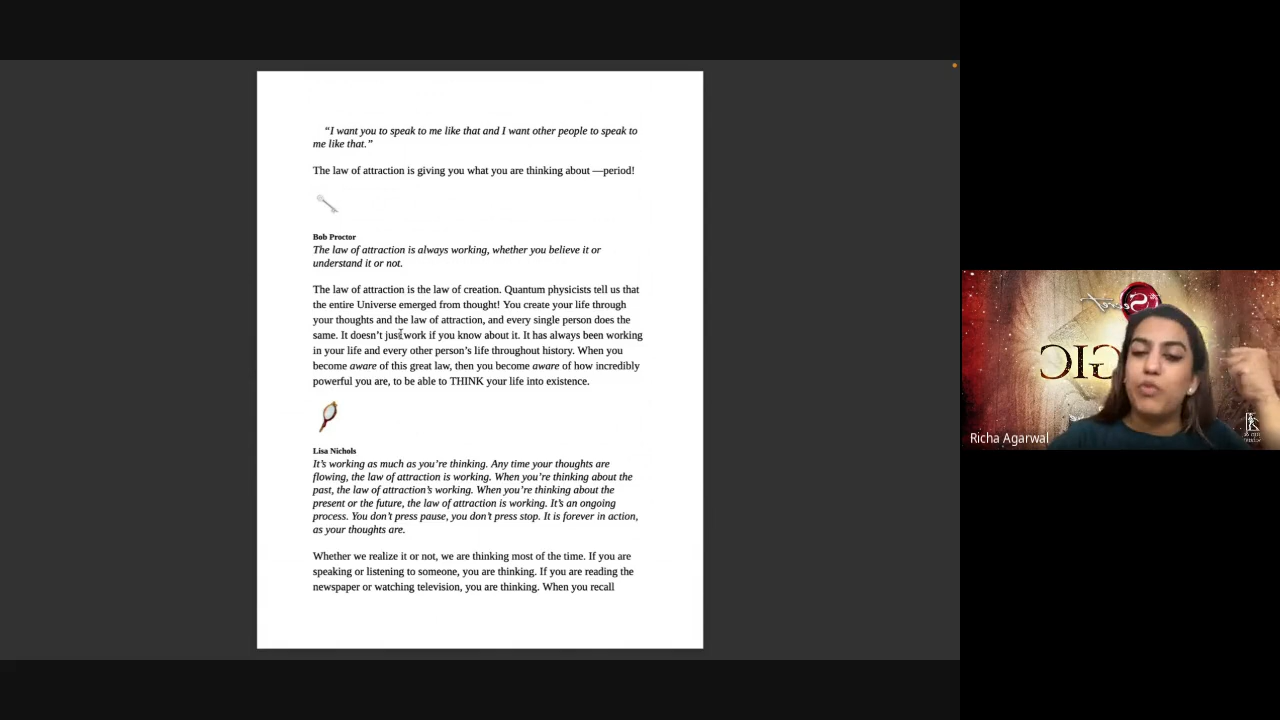 “I want you to speak to me like that and I want other people to speak to
me like that.”
The law of attraction is giving you what you are thinking about —period!
Bob Proctor
The law of attraction is always working, whether you believe it or
understand it or not.
The law of attraction is the law of creation. Quantum physicists tell us that
the entire Universe emerged from thought! You create your life through
your thoughts and the law of attraction, and every single person does the
same. It doesn’t just work if you know about it. It has always been working
in your life and every other person’s life throughout history. When you
become aware of this great law, then you become aware of how incredibly
powerful you are, to be able to THINK your life into existence.
Lisa Nichols
It’s working as much as you’re thinking. Any time your thoughts are
flowing, the law of attraction is working. When you’re thinking about the
past, the law of attraction’s working. When you’re thinking about the
present or the future, the law of attraction is working. It’s an ongoing
process. You don’t press pause, you don’t press stop. It is forever in action,
as your thoughts are.
Whether we realize it or not, we are thinking most of the time. If you are
speaking or listening to someone, you are thinking. If you are reading the
newspaper or watching television, you are thinking. When you recall
Richa Agarwal